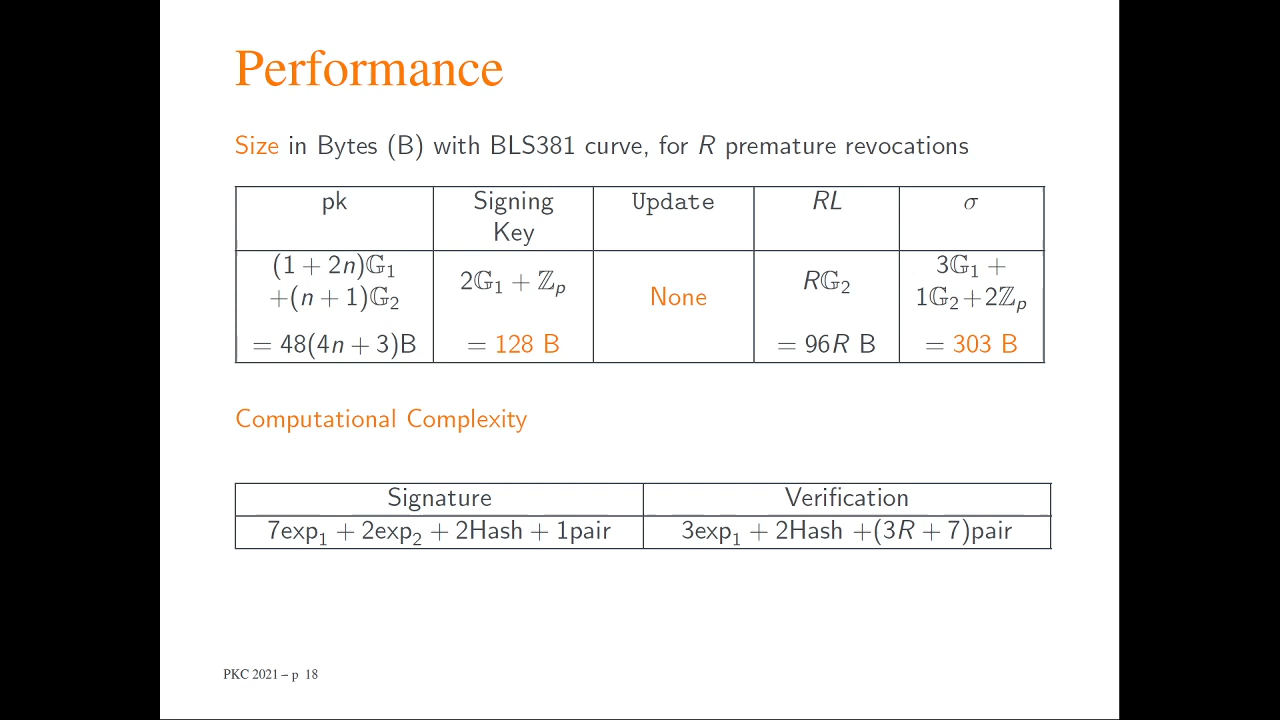 Performance
Size in Bytes (B) with BLS381 curve, for R premature revocations
pk Signing Key Update RL σ
(1 + 2n)𝔾₁ +(n + 1)𝔾₂ = 48(4n + 3)B
2𝔾₁ + ℤₚ = 128 B
None
R𝔾₂ = 96R B
3𝔾₁ + 1𝔾₂+2ℤₚ = 303 B
Computational Complexity
Signature Verification
7exp₁ + 2exp₂ + 2Hash + 1pair 3exp₁ + 2Hash +(3R + 7)pair
PKC 2021 – p 18